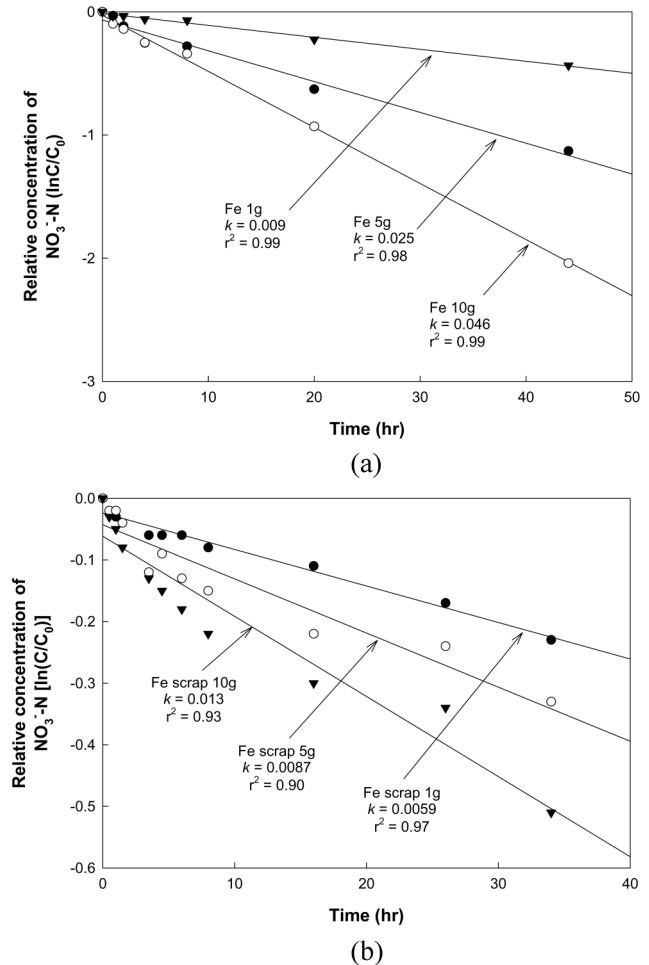 0
-1
-2
-3
Relative concentration of
NO₃⁻-N (lnC/C₀)
Fe 1g
k = 0.009
r² = 0.99
Fe 5g
k = 0.025
r² = 0.98
Fe 10g
k = 0.046
r² = 0.99
0 10 20 30 40 50
Time (hr)
(a)
0.0
-0.1
-0.2
-0.3
-0.4
-0.5
-0.6
Relative concentration of
NO₃⁻-N [ln(C/C₀)]
Fe scrap 10g
k = 0.013
r² = 0.93
Fe scrap 5g
k = 0.0087
r² = 0.90
Fe scrap 1g
k = 0.0059
r² = 0.97
0 10 20 30 40
Time (hr)
(b)